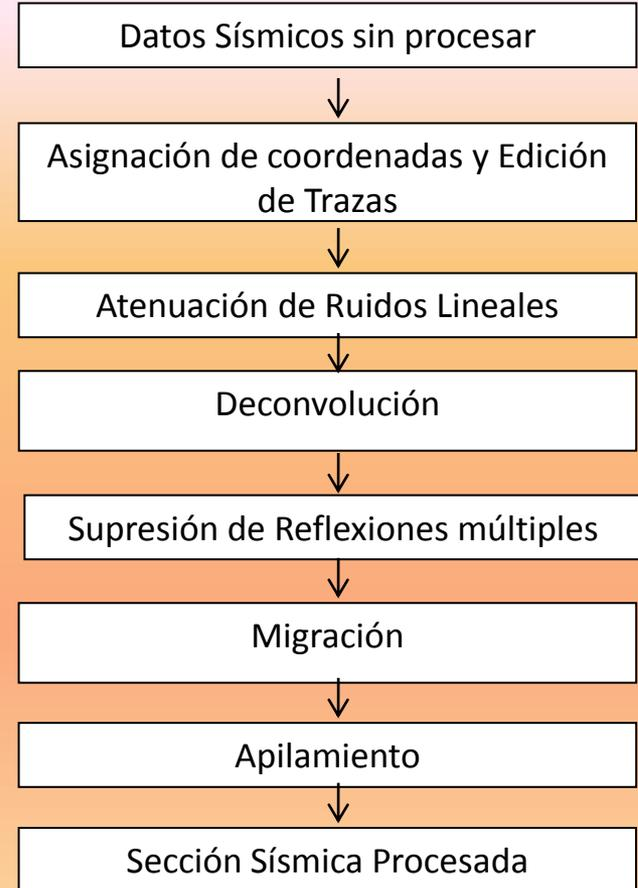 Datos Sísmicos sin procesar
Asignación de coordenadas y Edición
de Trazas
Atenuación de Ruidos Lineales
Deconvolución
Supresión de Reflexiones múltiples
Migración
Apilamiento
Sección Sísmica Procesada